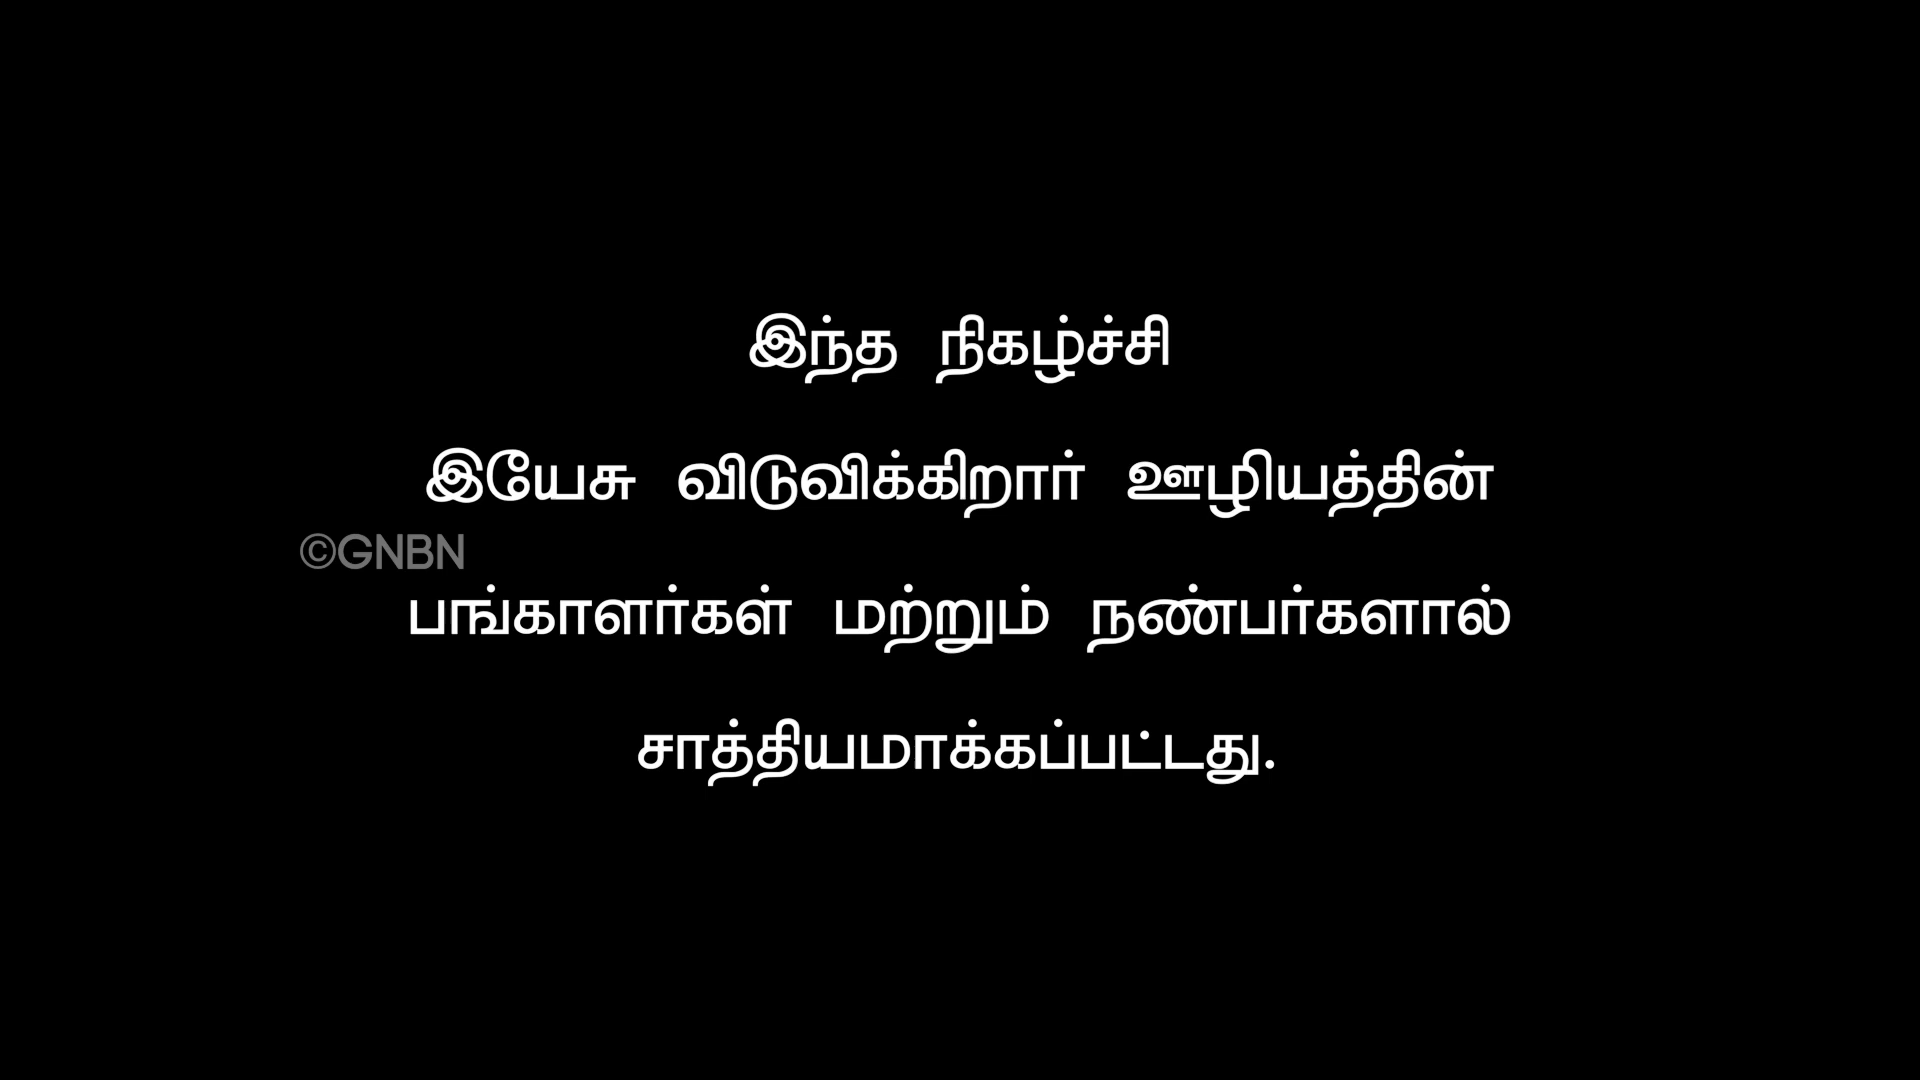 இந்த நிகழ்ச்சி
இயேசு விடுவிக்கிறார் ஊழியத்தின்
©GNBN
பங்காளர்கள் மற்றும் நண்பர்களால்
சாத்தியமாக்கப்பட்டது.